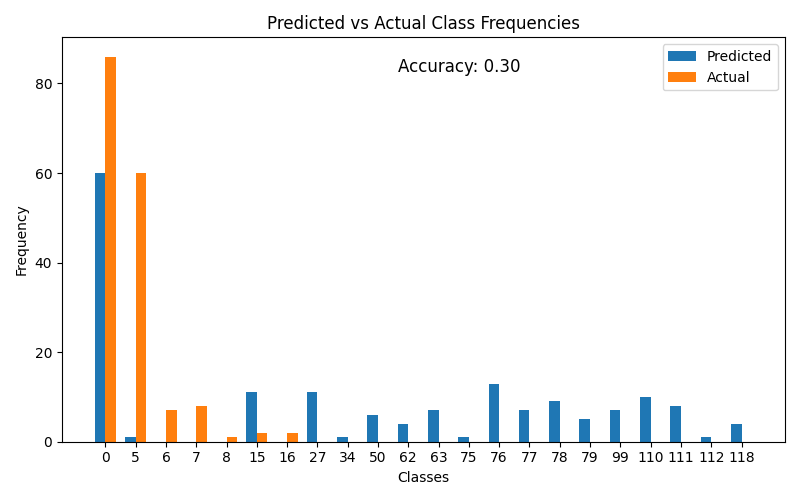 Predicted vs Actual Class Frequencies
Accuracy: 0.30
Predicted
Actual
Frequency
80
60
40
20
0
0 5 6 7 8 15 16 27 34 50 62 63 75 76 77 78 79 99 110 111 112 118
Classes